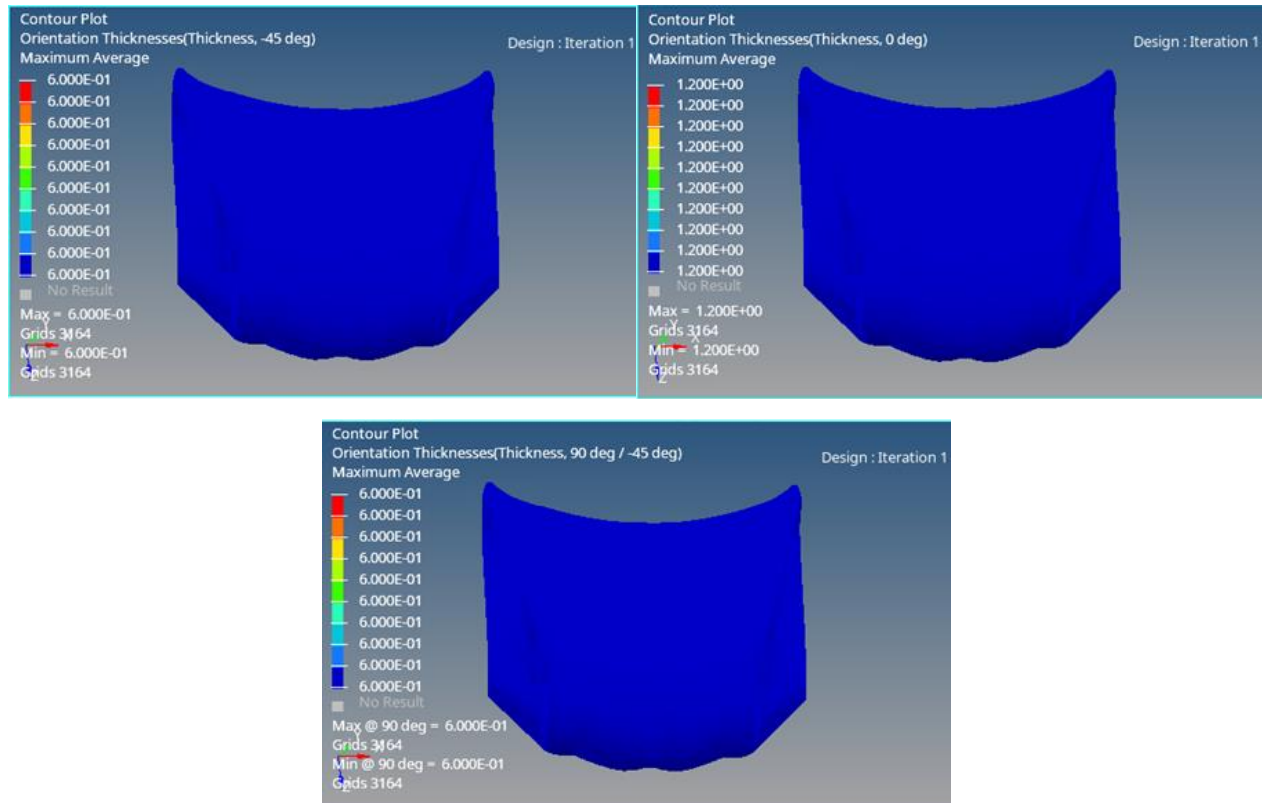 Contour Plot
Orientation Thicknesses(Thickness, -45 deg)
Maximum Average
Design : Iteration 1
6.000E-01
6.000E-01
6.000E-01
6.000E-01
6.000E-01
6.000E-01
6.000E-01
6.000E-01
6.000E-01
6.000E-01
No Result
Max = 6.000E-01
Grids 3164
Min = 6.000E-01
Grids 3164
Y
X
Z
Contour Plot
Orientation Thicknesses(Thickness, 0 deg)
Maximum Average
Design : Iteration 1
1.200E+00
1.200E+00
1.200E+00
1.200E+00
1.200E+00
1.200E+00
1.200E+00
1.200E+00
1.200E+00
1.200E+00
No Result
Max = 1.200E+00
Grids 3164
Min = 1.200E+00
Grids 3164
Y
X
Z
Contour Plot
Orientation Thicknesses(Thickness, 90 deg / -45 deg)
Maximum Average
Design : Iteration 1
6.000E-01
6.000E-01
6.000E-01
6.000E-01
6.000E-01
6.000E-01
6.000E-01
6.000E-01
6.000E-01
6.000E-01
No Result
Max @ 90 deg = 6.000E-01
Grids 3164
Min @ 90 deg = 6.000E-01
Grids 3164
Y
X
Z